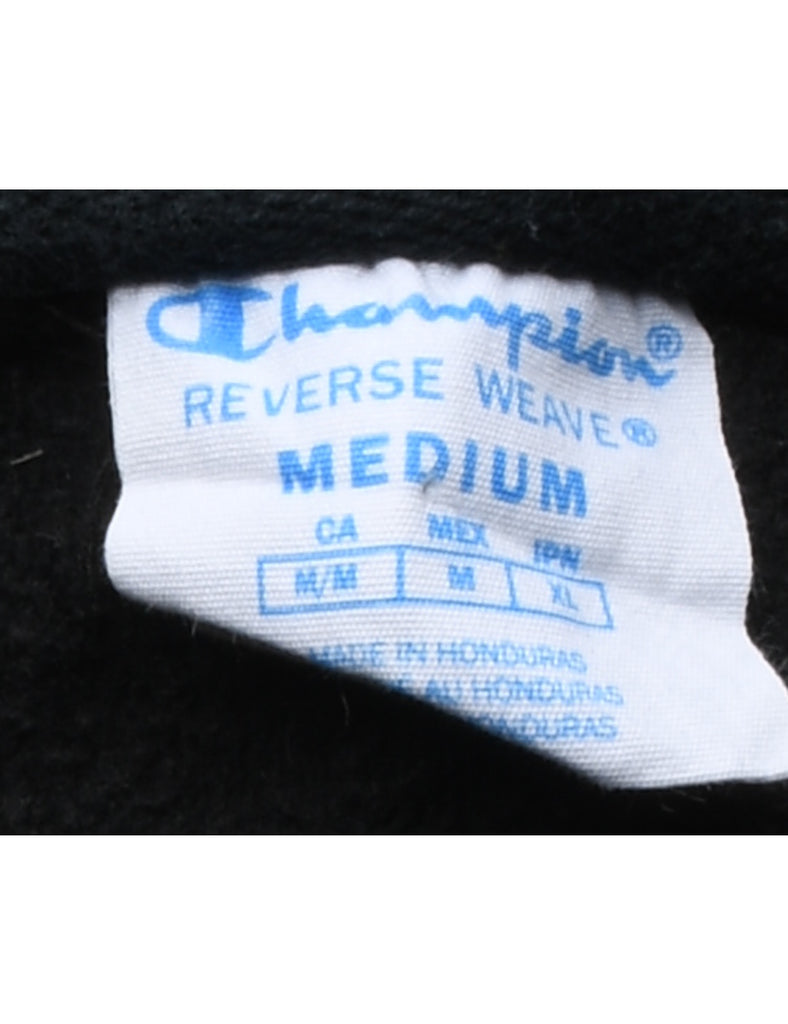 Champion®
REVERSE WEAVE®
MEDIUM
CA MEX JPN
M/M M XL
MADE IN HONDURAS
AU HONDURAS
HONDURAS